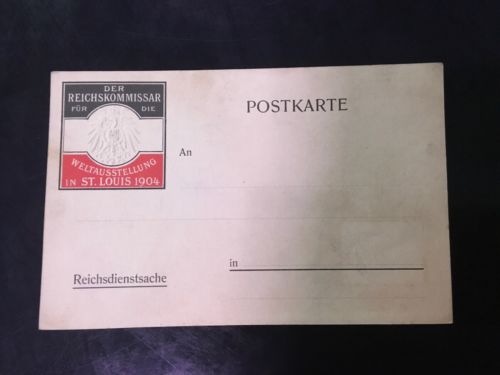 DER
REICHSKOMMISSAR
FÜR DIE
WELTAUSSTELLUNG
IN ST. LOUIS 1904
POSTKARTE
An
in
Reichsdienstsache